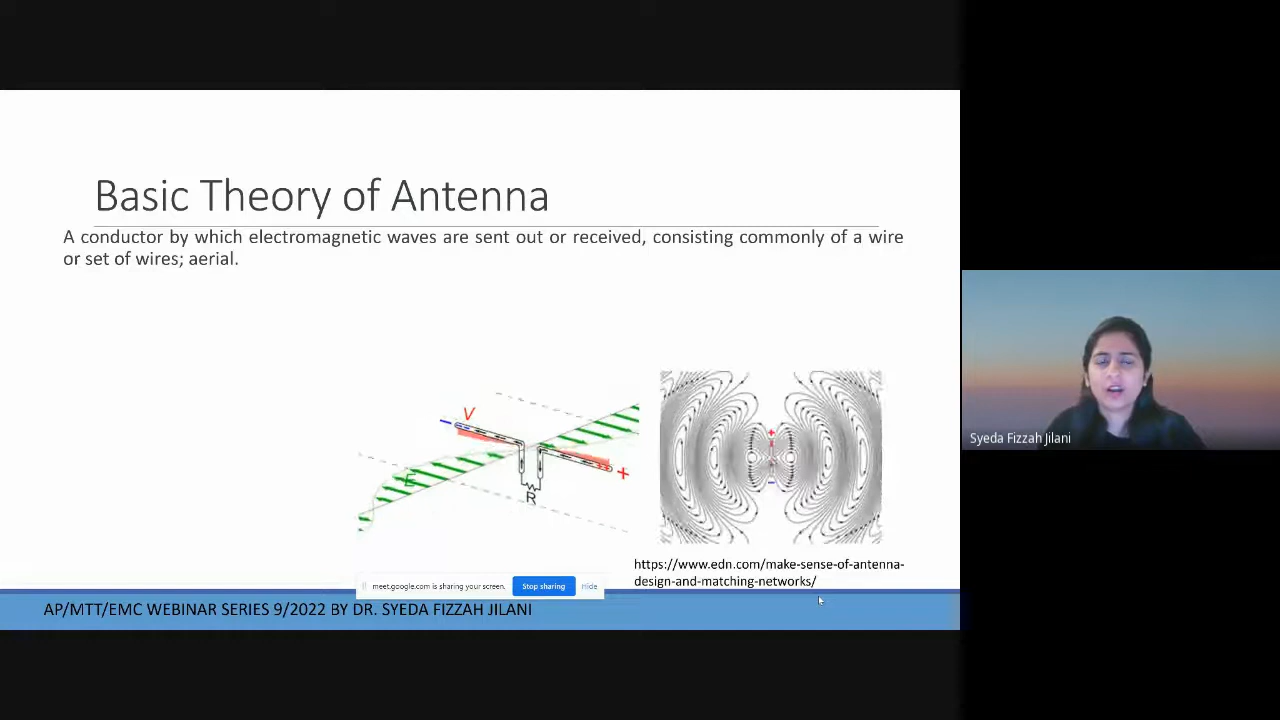 Basic Theory of Antenna
A conductor by which electromagnetic waves are sent out or received, consisting commonly of a wire
or set of wires; aerial.
V
E
R
https://www.edn.com/make-sense-of-antenna-
design-and-matching-networks/
meet.google.com is sharing your screen.
Stop sharing
Hide
AP/MTT/EMC WEBINAR SERIES 9/2022 BY DR. SYEDA FIZZAH JILANI
Syeda Fizzah Jilani